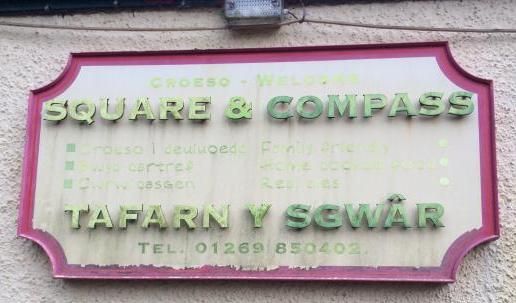 CROESO - WELCOME
SQUARE & COMPASS
Croeso i deuluoedd Family friendly
Bwyd cartref Home cooked food
Cwrw casgen Real ales
TAFARN Y SGWÂR
TEL. 01269 850402.